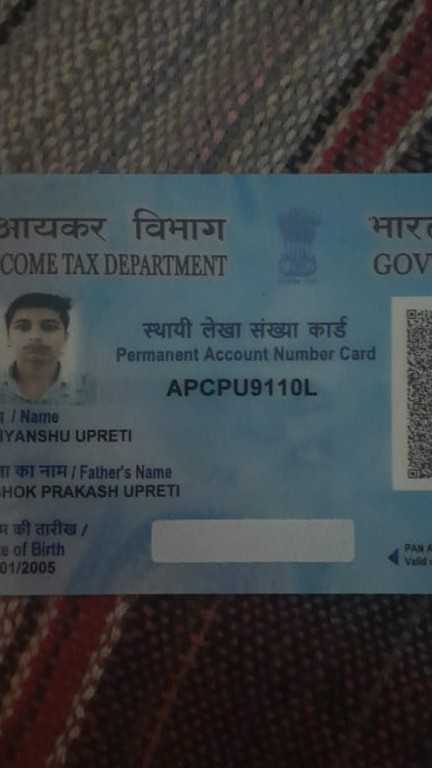 आयकर विभाग
COME TAX DEPARTMENT
भारत
GOV
स्थायी लेखा संख्या कार्ड
Permanent Account Number Card
APCPU9110L
/ Name
IYANSHU UPRETI
का नाम / Father's Name
HOK PRAKASH UPRETI
की तारीख /
e of Birth
01/2005
PAN A
Valid